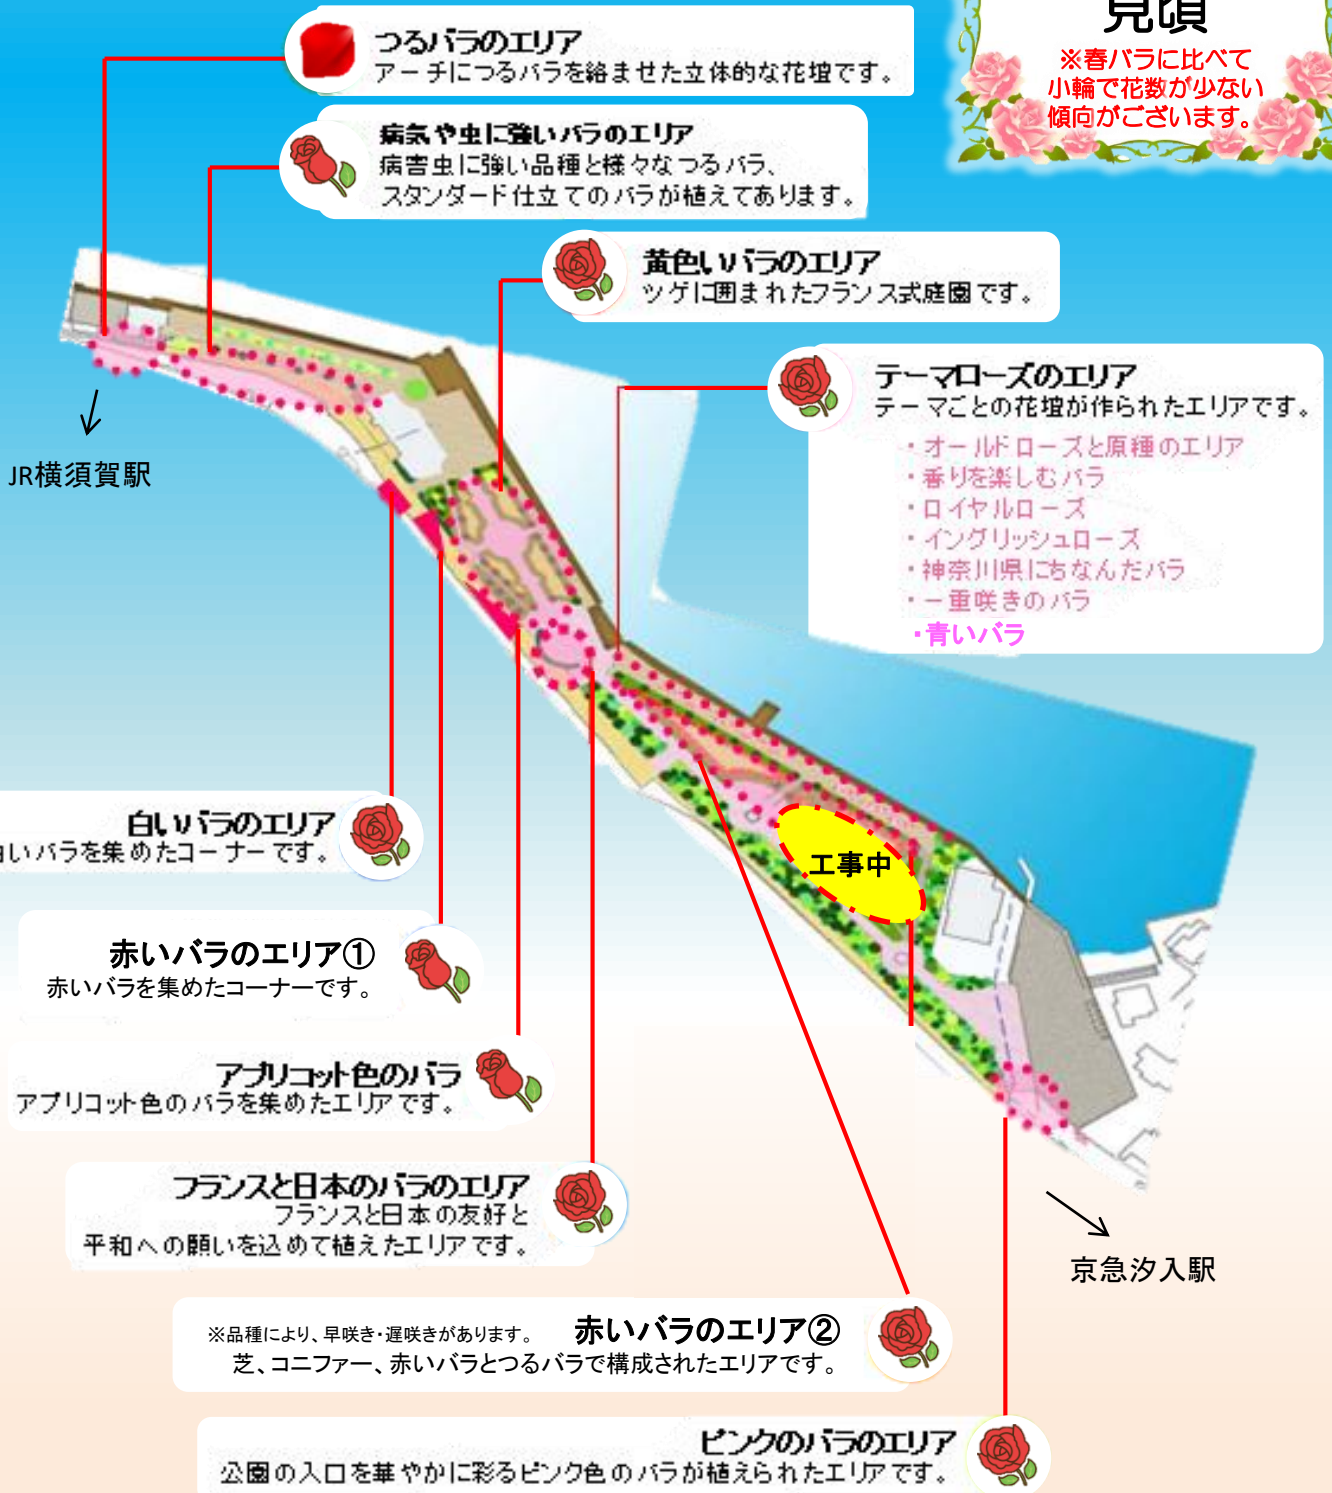 見頃
※春バラに比べて
小輪で花数が少ない
傾向がございます。
つるバラのエリア
アーチにつるバラを絡ませた立体的な花壇です。
病気や虫に強いバラのエリア
病害虫に強い品種と様々なつるバラ、
スタンダード仕立てのバラが植えてあります。
黄色いバラのエリア
ツゲに囲まれたフランス式庭園です。
テーマローズのエリア
テーマごとの花壇が作られたエリアです。
・オールドローズと原種のエリア
・香りを楽しむバラ
・ロイヤルローズ
・イングリッシュローズ
・神奈川県にちなんだバラ
・一重咲きのバラ
・青いバラ
JR横須賀駅
工事中
白いバラのエリア
白いバラを集めたコーナーです。
赤いバラのエリア①
赤いバラを集めたコーナーです。
アプリコット色のバラ
アプリコット色のバラを集めたエリアです。
フランスと日本のバラのエリア
フランスと日本の友好と
平和への願いを込めて植えたエリアです。
京急汐入駅
※品種により、早咲き・遅咲きがあります。 赤いバラのエリア②
芝、コニファー、赤いバラとつるバラで構成されたエリアです。
ピンクのバラのエリア
公園の入口を華やかに彩るピンク色のバラが植えられたエリアです。